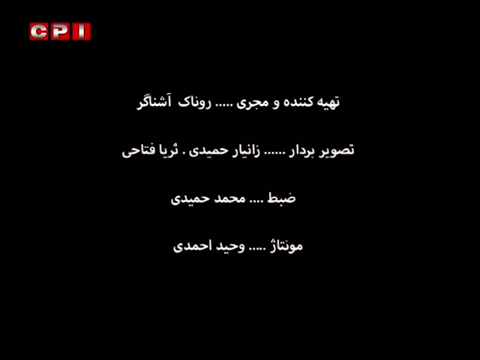 CPI
تهیه کننده و مجری ..... روناک آشناگر
تصویر بردار ...... زانیار حمیدی . ثریا فتاحی
ضبط .... محمد حمیدی
مونتاژ ..... وحید احمدی